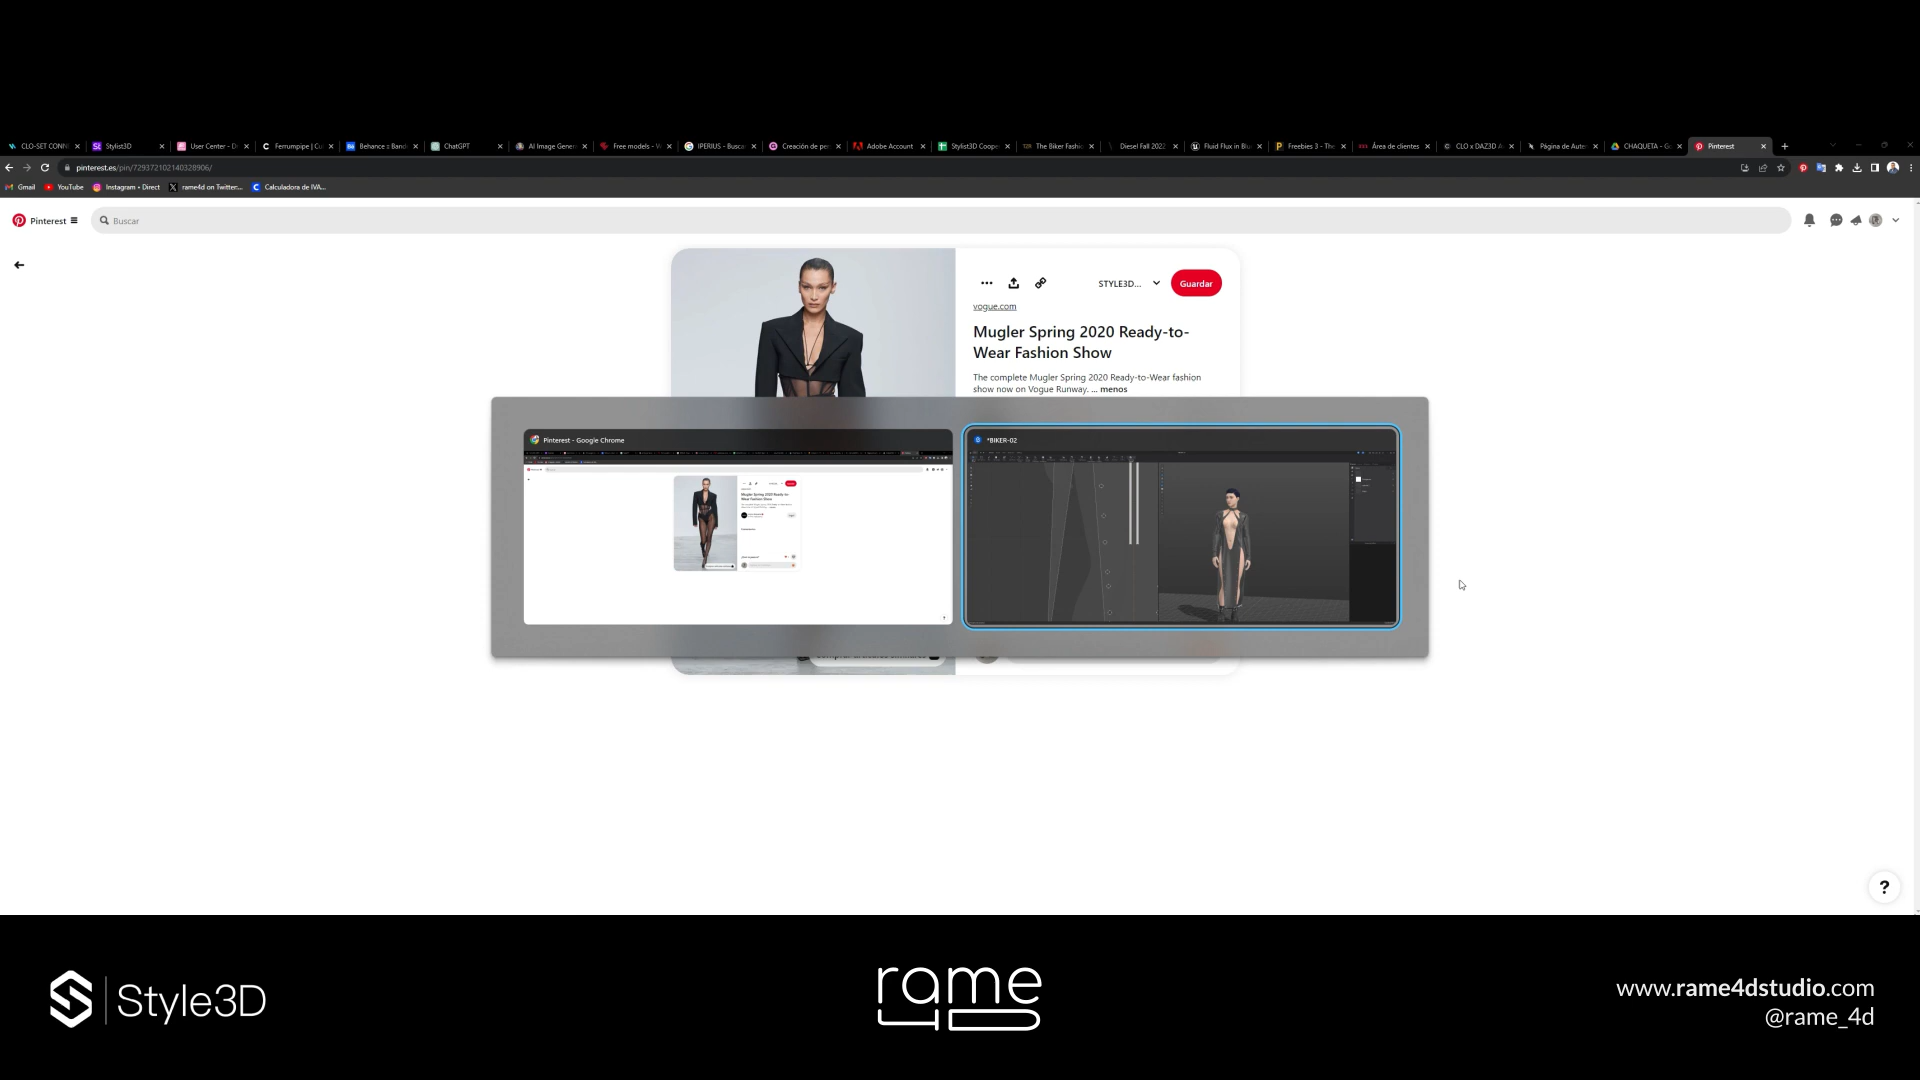 CLO-SET CONN
Stylist3D
User Center - D
Ferrumpipe | Cu
Behance :: Band
ChatGPT
AI Image Gener
Free models - V
IPERIUS - Busca
Creación de pe
Adobe Account
Stylist3D Coope
The Biker Fashi
Diesel Fall 2022
Fluid Flux in Blu
Freebies 3 - The
Área de clientes
CLO x DAZ3D A
Página de Auter
CHAQUETA - G
Pinterest
pinterest.es/pin/729372102140328906/
Gmail
YouTube
Instagram • Direct
rame4d on Twitter:...
Calculadora de IVA...
Pinterest
Buscar
STYLE3D...
Guardar
vogue.com
Mugler Spring 2020 Ready-to-
Wear Fashion Show
The complete Mugler Spring 2020 Ready-to-Wear fashion
show now on Vogue Runway. ... menos
Pinterest - Google Chrome
*BIKER-02
?
Style3D
rame
4D
www.rame4dstudio.com
@rame_4d